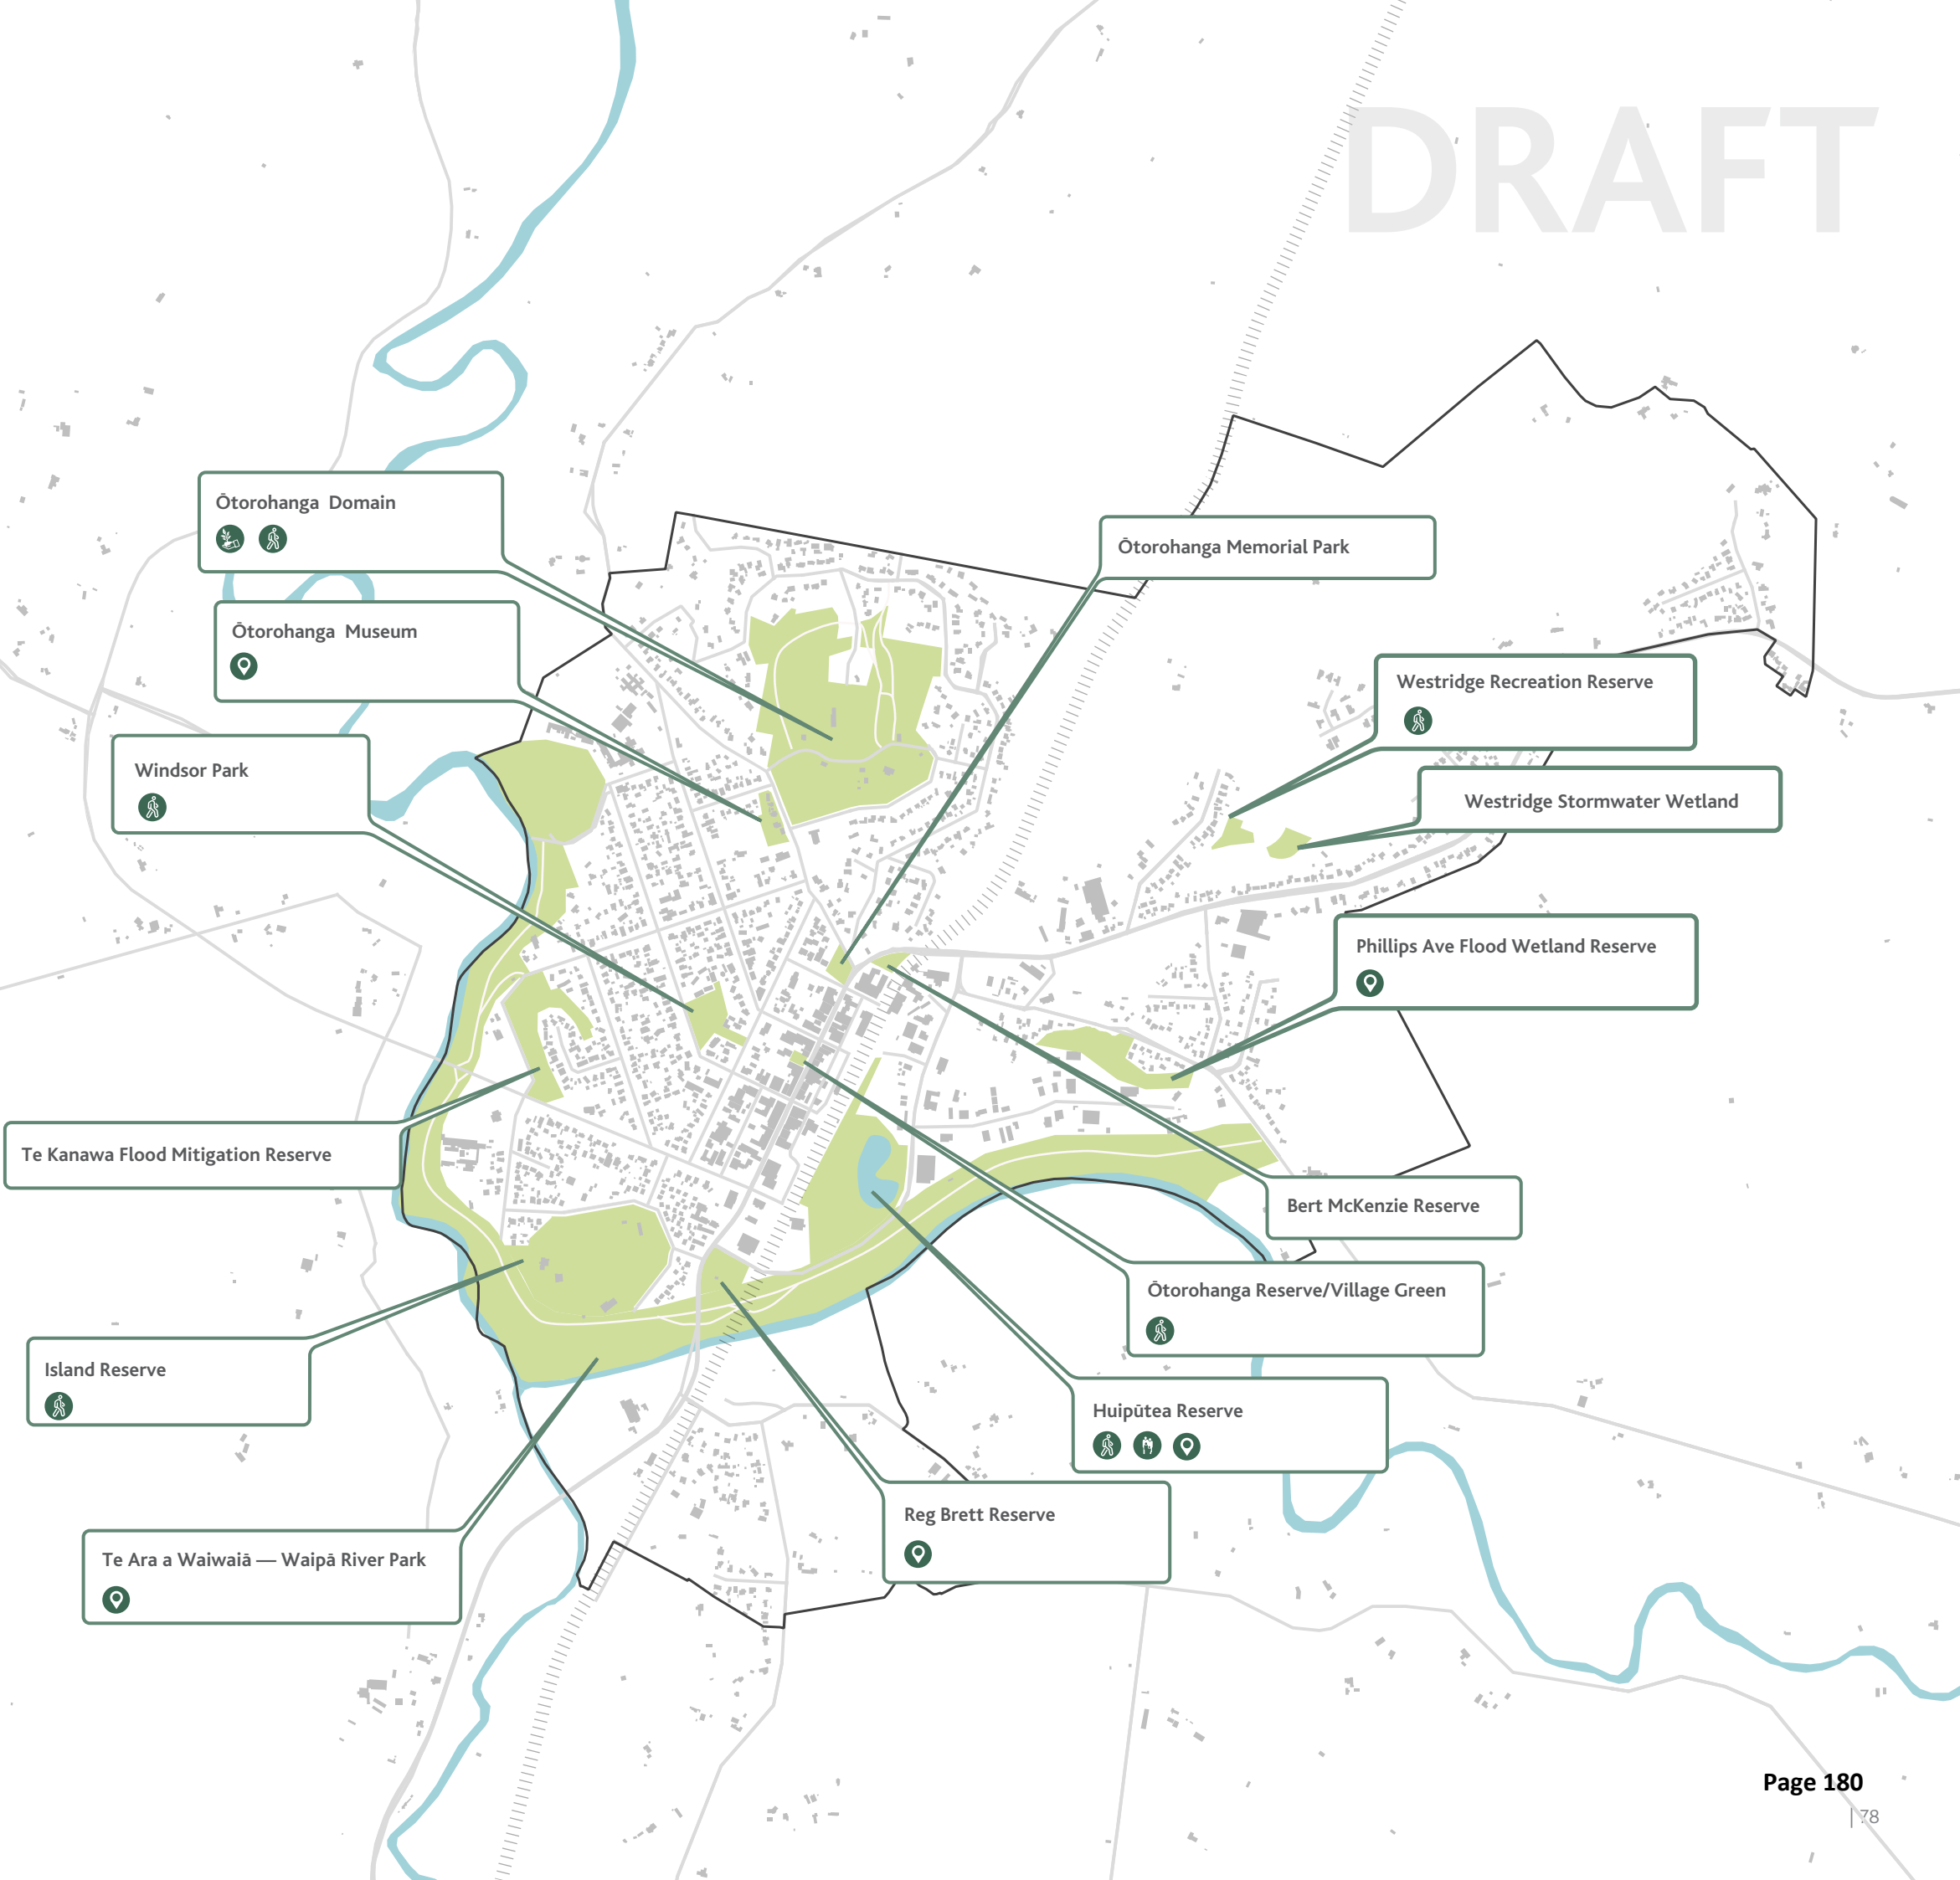 DRAFT
Ōtorohanga Domain
Ōtorohanga Memorial Park
Ōtorohanga Museum
Westridge Recreation Reserve
Windsor Park
Westridge Stormwater Wetland
Phillips Ave Flood Wetland Reserve
Te Kanawa Flood Mitigation Reserve
Bert McKenzie Reserve
Ōtorohanga Reserve/Village Green
Island Reserve
Huipūtea Reserve
Reg Brett Reserve
Te Ara a Waiwaiā — Waipā River Park
Page 180
| 78